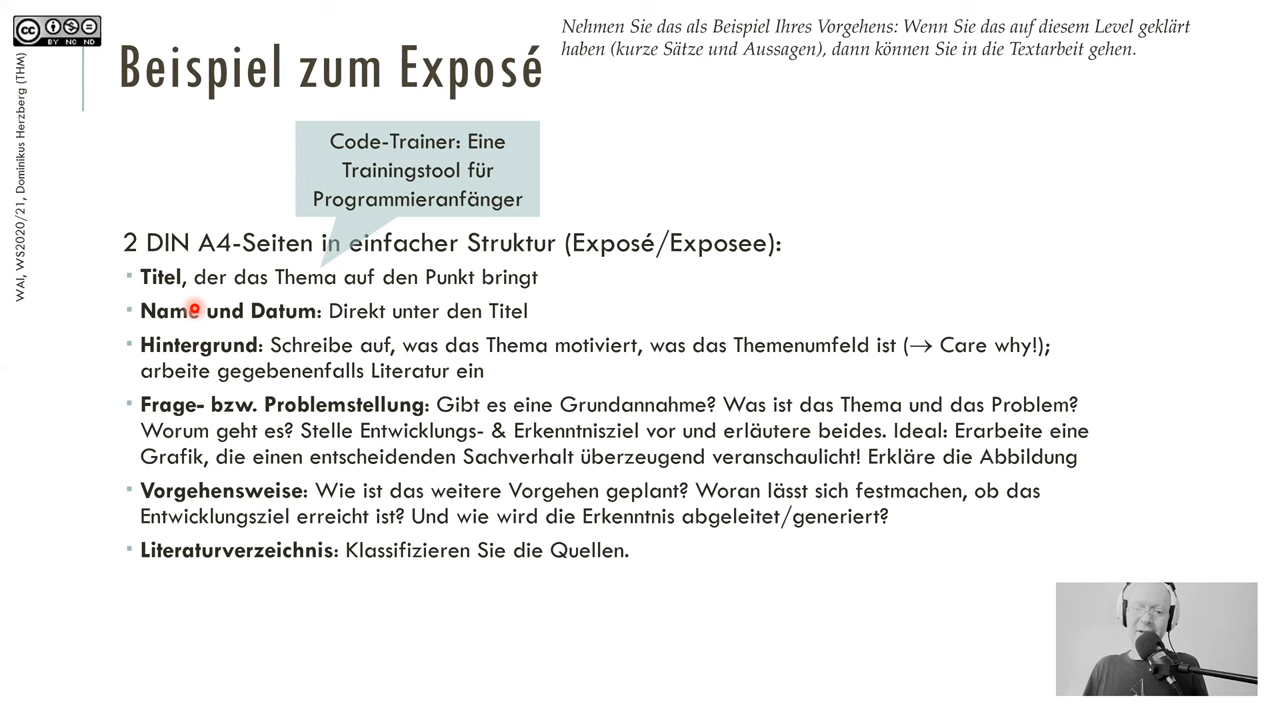 cc BY NC ND
WAI, WS2020/21, Dominikus Herzberg (THM)
Nehmen Sie das als Beispiel Ihres Vorgehens: Wenn Sie das auf diesem Level geklärt
haben (kurze Sätze und Aussagen), dann können Sie in die Textarbeit gehen.
Beispiel zum Exposé
Code-Trainer: Eine
Trainingstool für
Programmieranfänger
2 DIN A4-Seiten in einfacher Struktur (Exposé/Exposee):
▪ Titel, der das Thema auf den Punkt bringt
▪ Name und Datum: Direkt unter den Titel
▪ Hintergrund: Schreibe auf, was das Thema motiviert, was das Themenumfeld ist (→ Care why!);
arbeite gegebenenfalls Literatur ein
▪ Frage- bzw. Problemstellung: Gibt es eine Grundannahme? Was ist das Thema und das Problem?
Worum geht es? Stelle Entwicklungs- & Erkenntnisziel vor und erläutere beides. Ideal: Erarbeite eine
Grafik, die einen entscheidenden Sachverhalt überzeugend veranschaulicht! Erkläre die Abbildung
▪ Vorgehensweise: Wie ist das weitere Vorgehen geplant? Woran lässt sich festmachen, ob das
Entwicklungsziel erreicht ist? Und wie wird die Erkenntnis abgeleitet/generiert?
▪ Literaturverzeichnis: Klassifizieren Sie die Quellen.